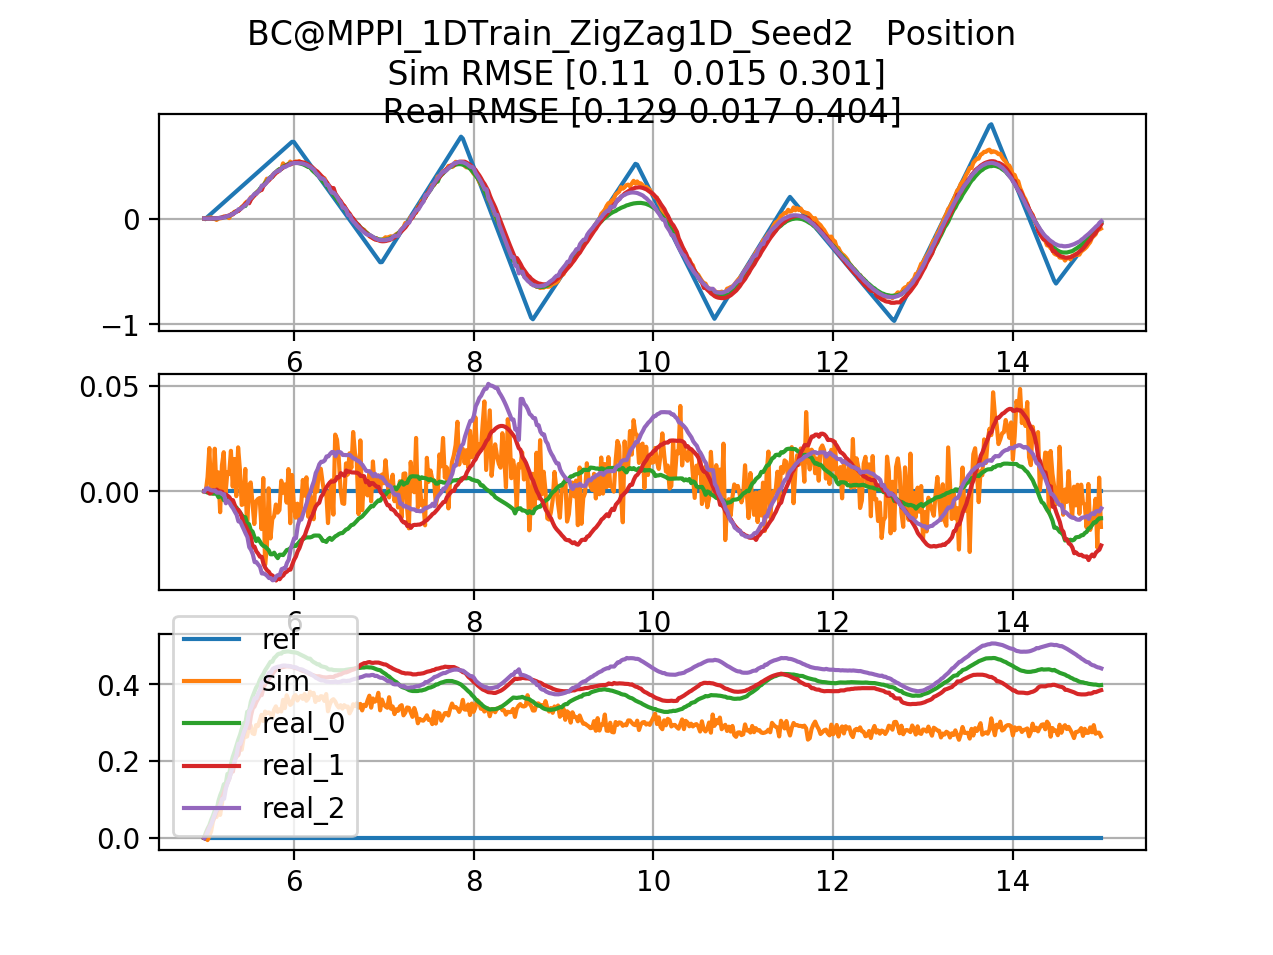 BC@MPPI_1DTrain_ZigZag1D_Seed2 Position
Sim RMSE [0.11 0.015 0.301]
Real RMSE [0.129 0.017 0.404]
0
−1
6 8 10 12 14
0.05
0.00
6 8 10 12 14
0.4
0.2
0.0
ref
sim
real_0
real_1
real_2
6 8 10 12 14